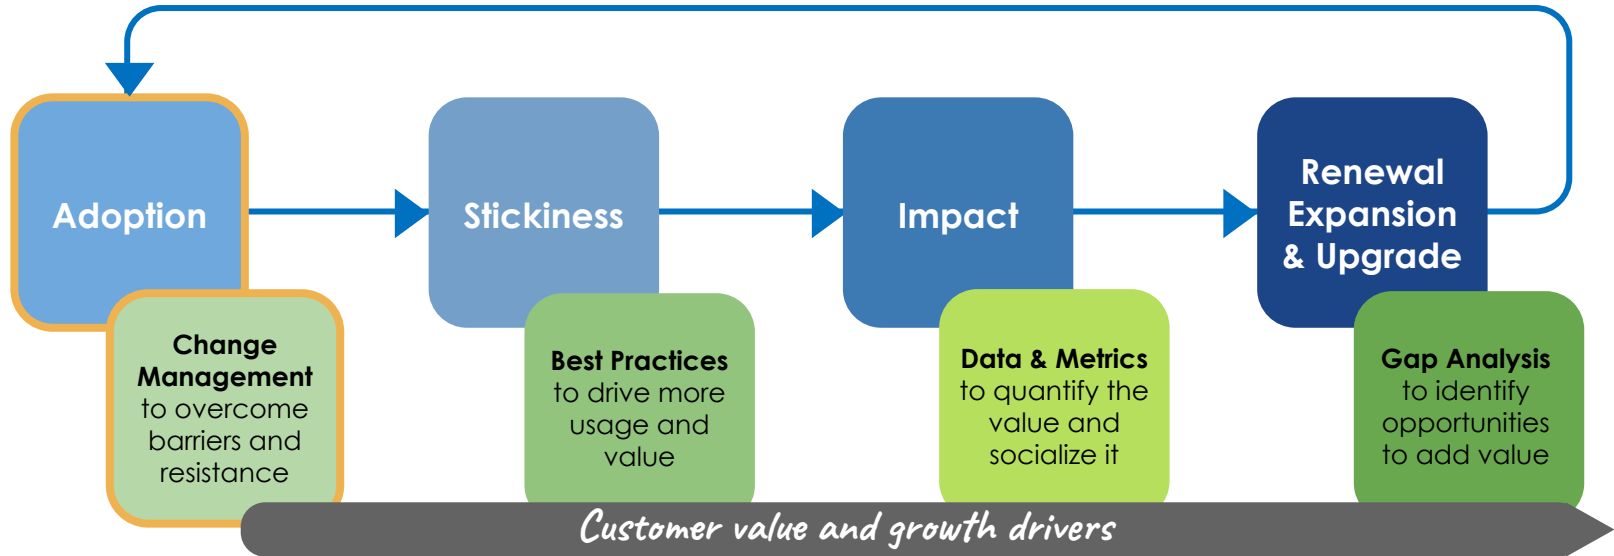 Adoption
Stickiness
Impact
Renewal
Expansion
& Upgrade
Change
Management
to overcome
barriers and
resistance
Best Practices
to drive more
usage and
value
Data & Metrics
to quantify the
value and
socialize it
Gap Analysis
to identify
opportunities
to add value
Customer value and growth drivers